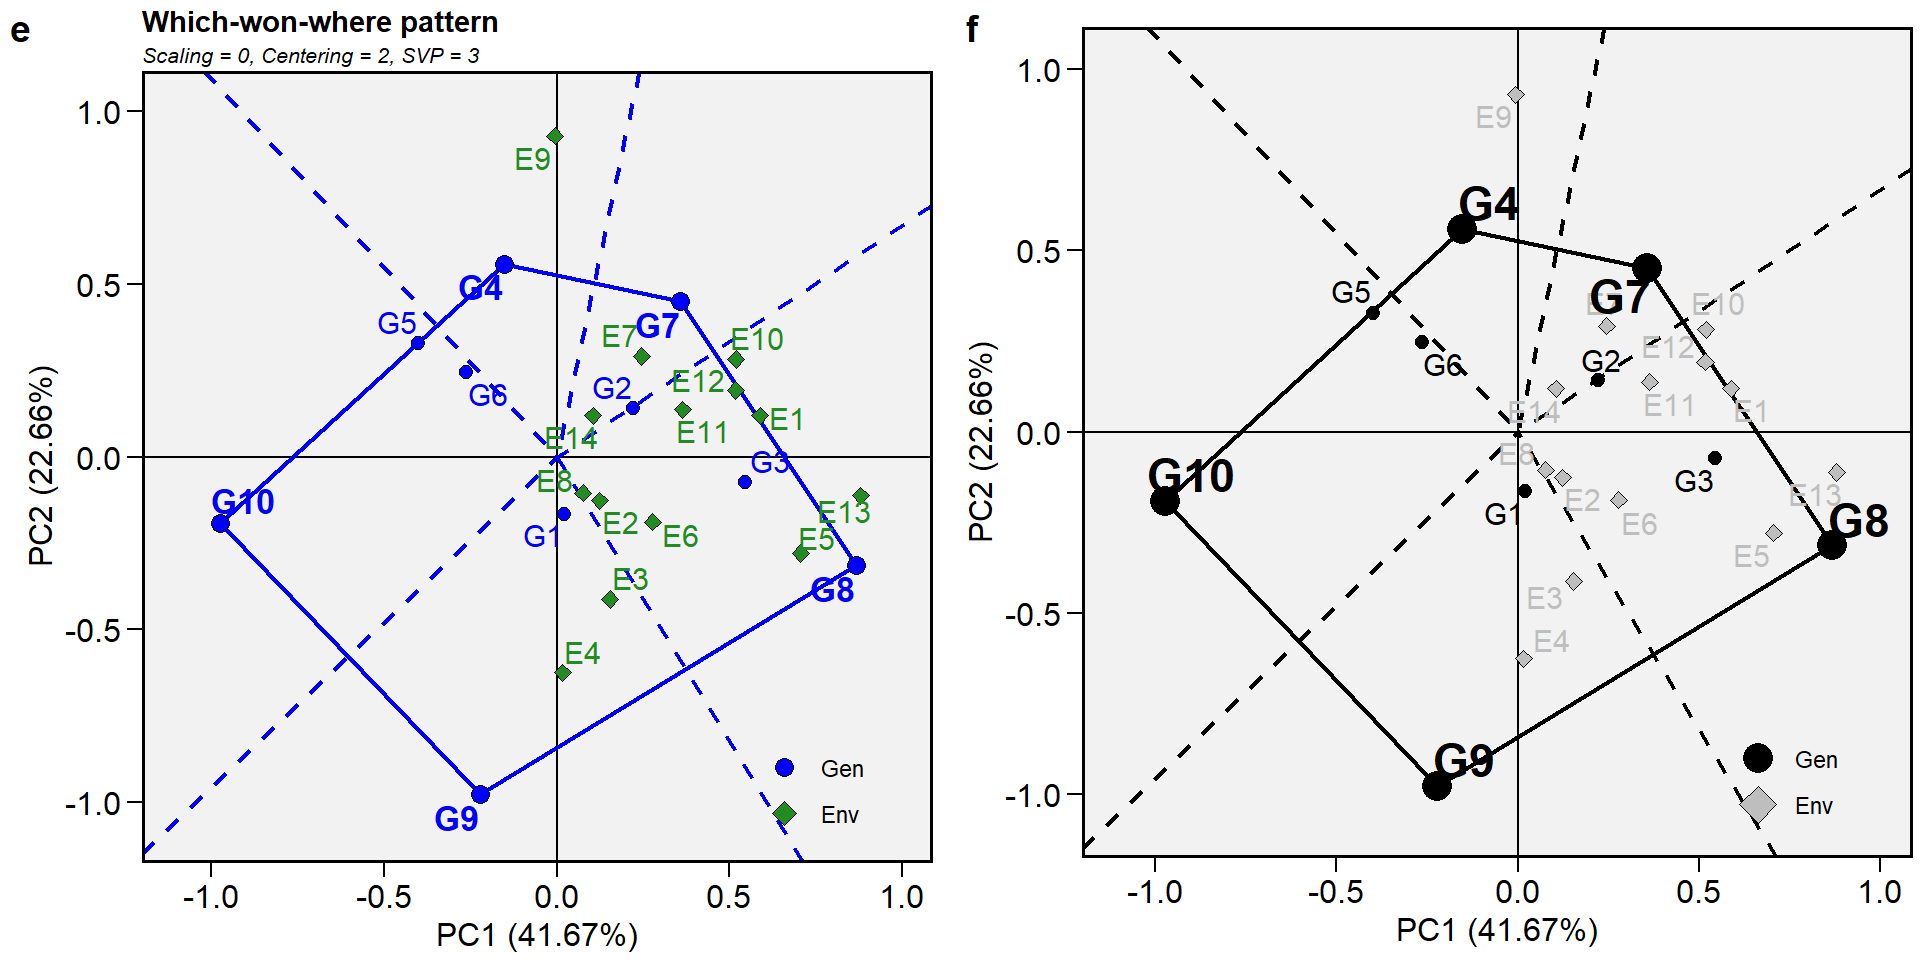 e
Which-won-where pattern
Scaling = 0, Centering = 2, SVP = 3
1.0
0.5
0.0
-0.5
-1.0
PC2 (22.66%)
E9
G4
G5
G6
G7
E7
E10
E12
G2
E11
E1
E14
G3
E8
G10
E2
G1
E6
E13
E5
E3
G8
E4
G9
Gen
Env
-1.0
-0.5
0.0
0.5
1.0
PC1 (41.67%)
f
1.0
0.5
0.0
-0.5
-1.0
PC2 (22.66%)
E9
G4
G5
G7
E10
G6
G2
E12
E11
E1
E14
E8
G10
G3
E13
E2
G1
E6
G8
E5
E3
E4
G9
Gen
Env
-1.0
-0.5
0.0
0.5
1.0
PC1 (41.67%)